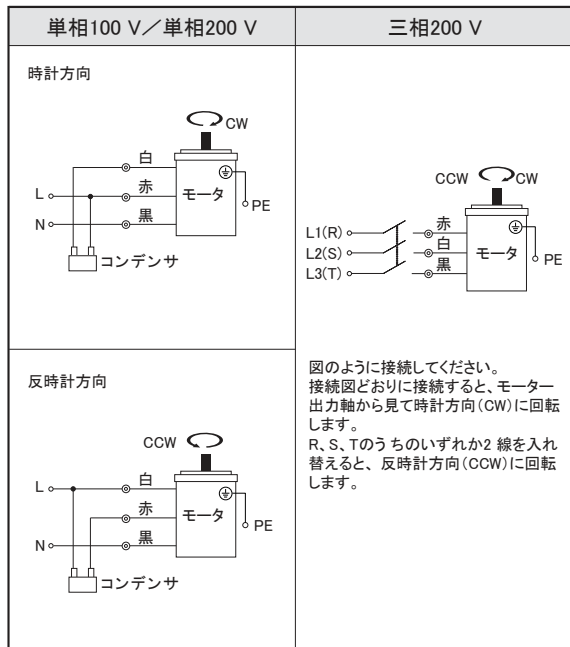 単相100 V／単相200 V
三相200 V
時計方向
CW
白
L
赤
モータ
N
黒
PE
コンデンサ
反時計方向
CCW
L
白
赤
モータ
N
黒
PE
コンデンサ
CCW
CW
L1(R)
赤
L2(S)
白
モータ
L3(T)
黒
PE
図のように接続してください。
接続図どおりに接続すると、モーター
出力軸から見て時計方向(CW)に回転
します。
R、S、Tのうちのいずれか2 線を入れ
替えると、反時計方向(CCW)に回転
します。